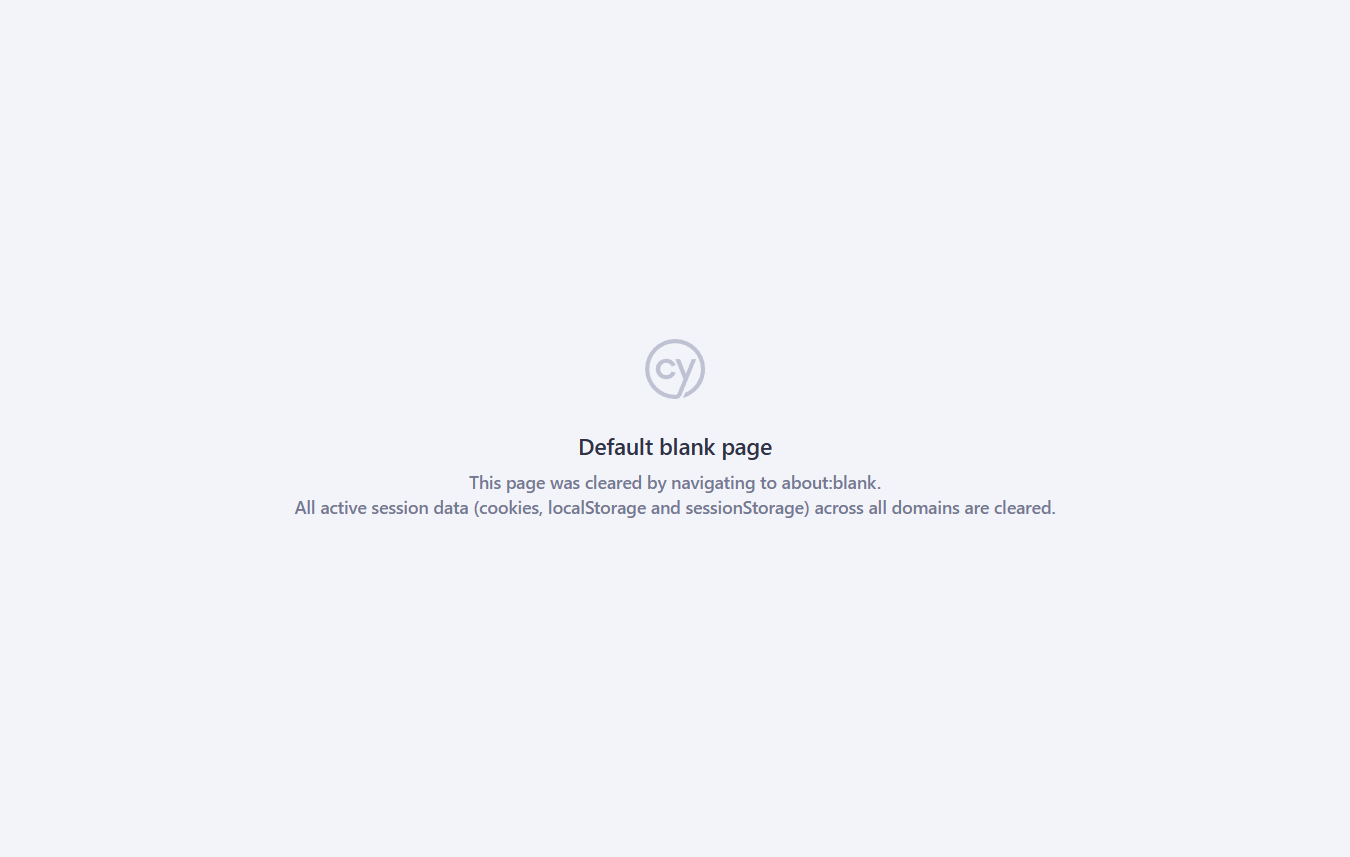 cy
Default blank page
This page was cleared by navigating to about:blank.
All active session data (cookies, localStorage and sessionStorage) across all domains are cleared.